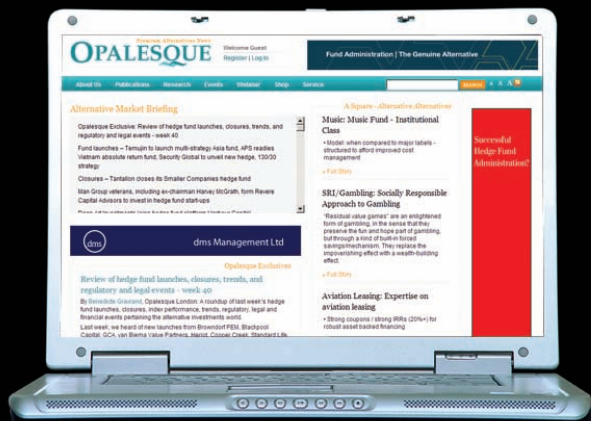 Premium Alternatives News
OPALESQUE
Welcome Guest
Register | Log In
Fund Administration | The Genuine Alternative
About Us Publications Research Events Webinar Shop Service
SEARCH A A A
Alternative Market Briefing
Opalesque Exclusive: Review of hedge fund launches, closures, trends, and
regulatory and legal events - week 40
Fund launches – Temujin to launch multi-strategy Asia fund, APS readies
Vietnam absolute return fund, Security Global to unveil new hedge, 130/30
strategy
Closures – Tantallon closes its Smaller Companies hedge fund
Man Group veterans, including ex-chairman Harvey McGrath, form Revere
Capital Advisors to invest in hedge fund start-ups
dms
dms Management Ltd
Opalesque Exclusives
Review of hedge fund launches, closures, trends, and
regulatory and legal events - week 40
By Benedicte Gravrand, Opalesque London: A roundup of last week's hedge
fund launches, closures, index performance, trends, regulatory, legal and
financial events pertaining the alternative investments world.
Last week, we heard of new launches from Browndorf FEM, Blackpool
Capital, GCA, van Biema Value Partners, Cooper Creek, Standard Life
A Square - Alternative Alternatives
Music: Music Fund - Institutional
Class
• Model: when compared to major labels -
structured to afford improved cost
management
» Full Story
SRI/Gambling: Socially Responsible
Approach to Gambling
"Residual value games" are an enlightened
form of gambling, in the sense that they
preserve the fun and hope part of gambling,
but through a kind of built-in forced
savings/mechanism. They replace the
impoverishing effect with a wealth-building
effect.
» Full Story
Aviation Leasing: Expertise on
aviation leasing
• Strong coupons / strong IRRs (20%+) for
robust asset backed financing
Successful
Hedge Fund
Administration?